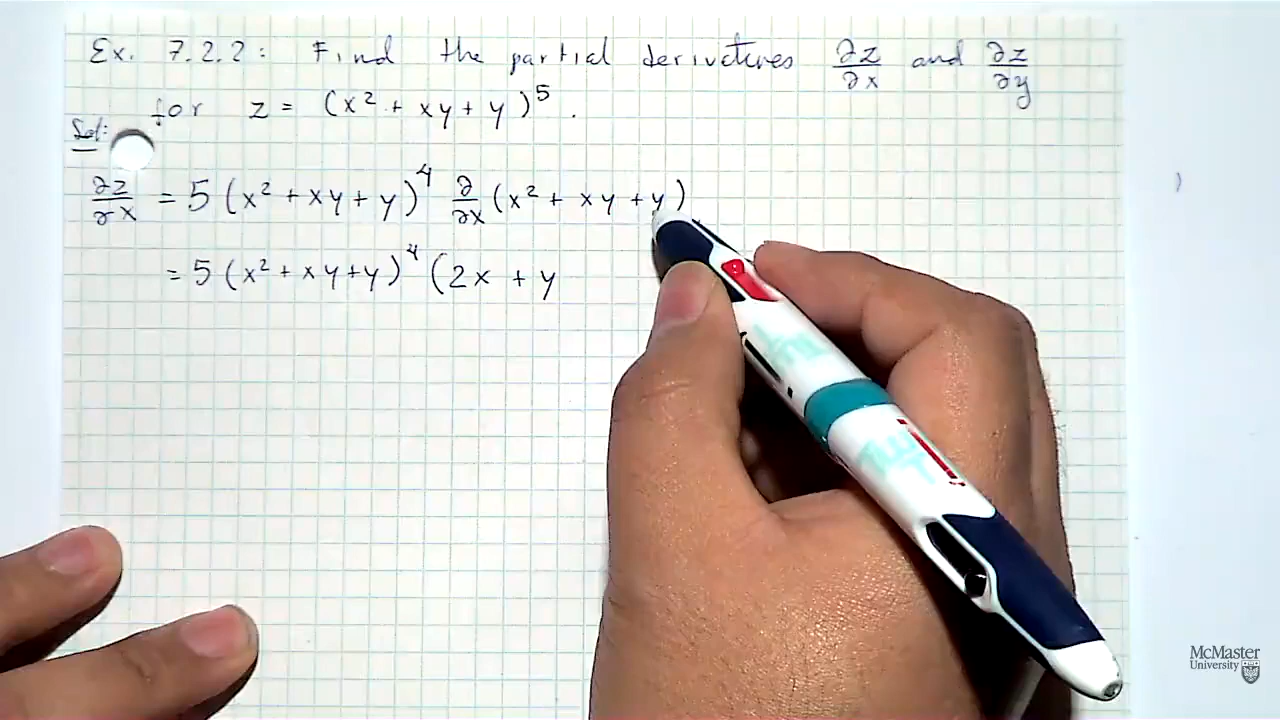 Ex. 7.2.2: Find the partial derivatives ∂z/∂x and ∂z/∂y
for z = (x² + xy + y)⁵.
Sol:
∂z/∂x = 5(x² + xy + y)⁴ ∂/∂x (x² + xy + y)
= 5(x² + xy + y)⁴ (2x + y
McMaster
University